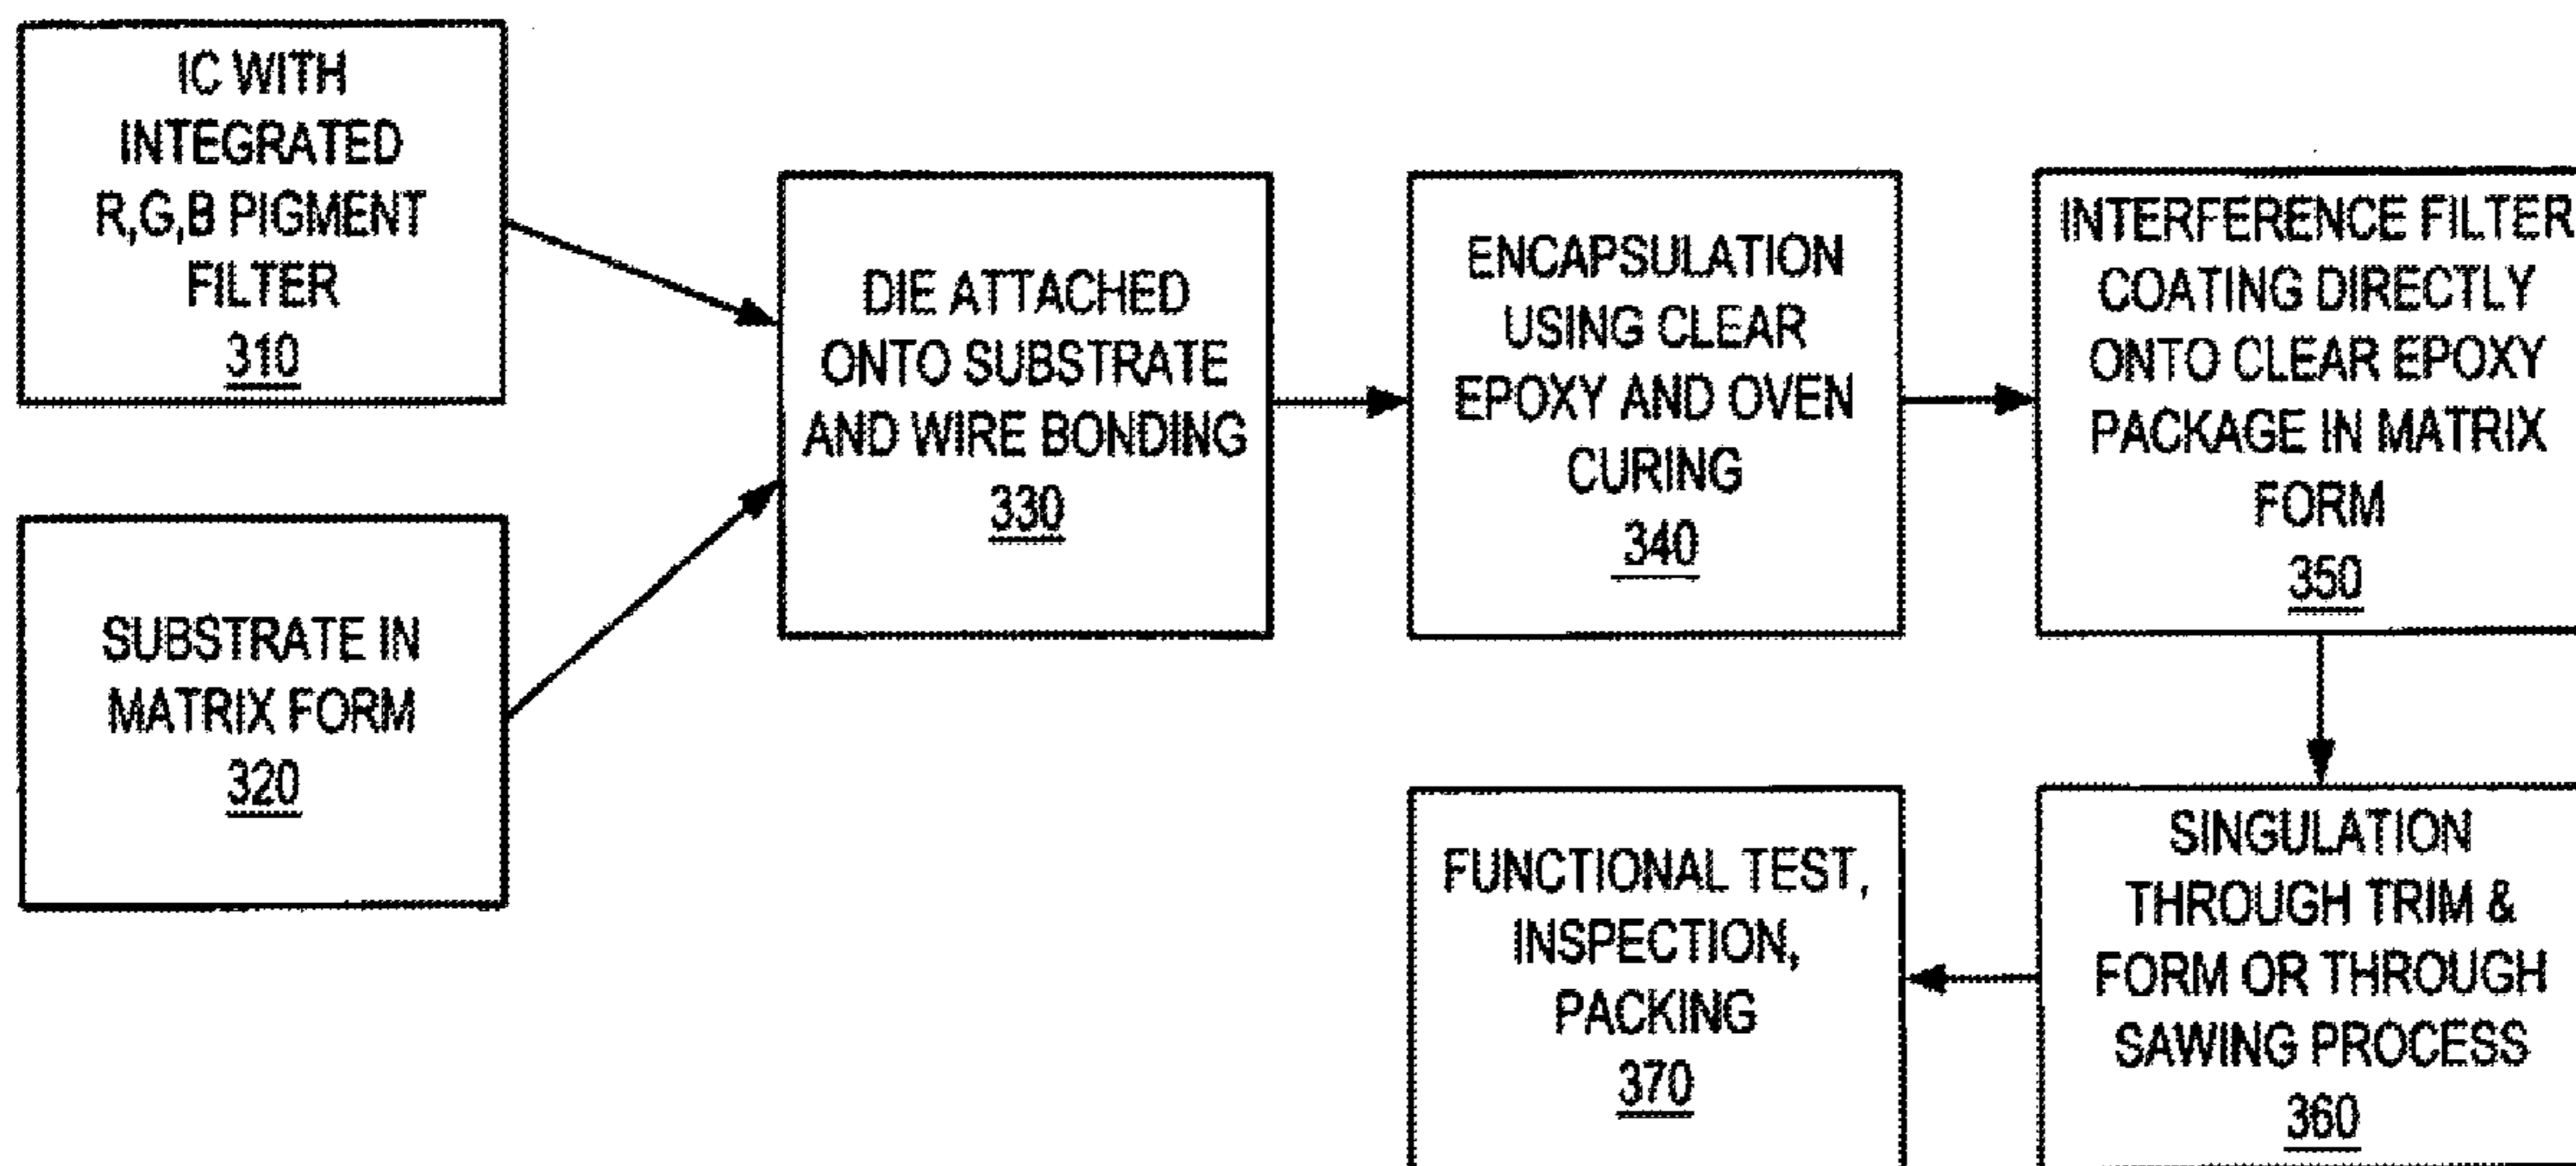 IC WITH
INTEGRATED
R,G,B PIGMENT
FILTER
310
SUBSTRATE IN
MATRIX FORM
320
DIE ATTACHED
ONTO SUBSTRATE
AND WIRE BONDING
330
ENCAPSULATION
USING CLEAR
EPOXY AND OVEN
CURING
340
INTERFERENCE FILTER
COATING DIRECTLY
ONTO CLEAR EPOXY
PACKAGE IN MATRIX
FORM
350
SINGULATION
THROUGH TRIM &
FORM OR THROUGH
SAWING PROCESS
360
FUNCTIONAL TEST,
INSPECTION,
PACKING
370